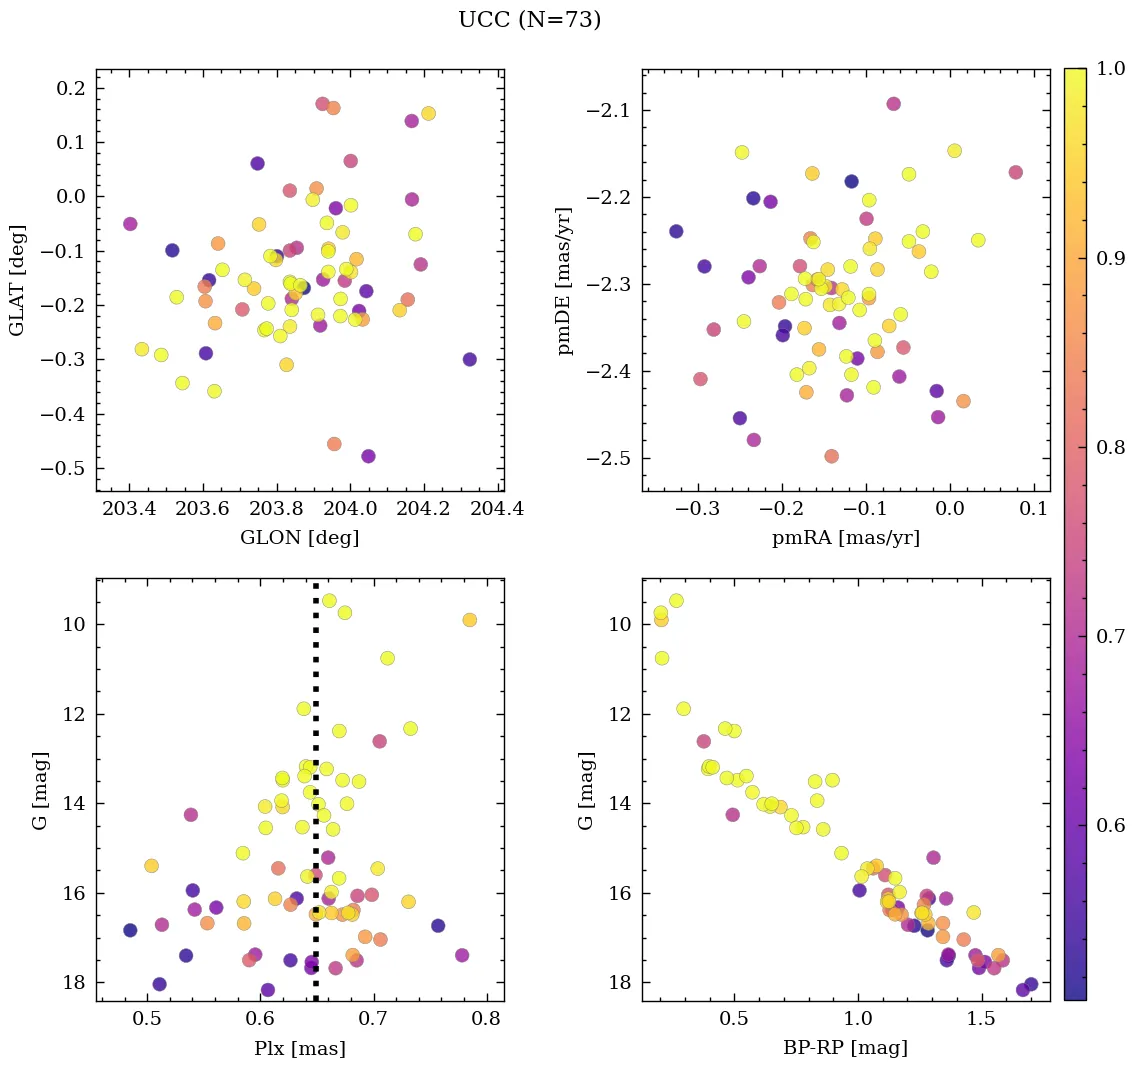 UCC (N=73)
0.2
0.1
0.0
−0.1
−0.2
−0.3
−0.4
−0.5
GLAT [deg]
203.4 203.6 203.8 204.0 204.2 204.4
GLON [deg]
−2.1
−2.2
−2.3
−2.4
−2.5
pmDE [mas/yr]
−0.3 −0.2 −0.1 0.0 0.1
pmRA [mas/yr]
10
12
14
16
18
G [mag]
0.5 0.6 0.7 0.8
Plx [mas]
10
12
14
16
18
G [mag]
0.5 1.0 1.5
BP-RP [mag]
1.0
0.9
0.8
0.7
0.6